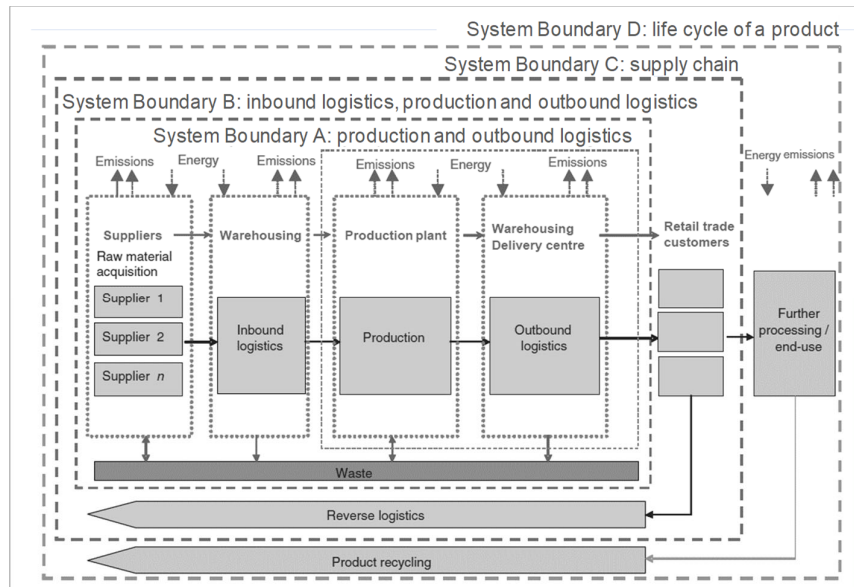 System Boundary D: life cycle of a product
System Boundary C: supply chain
System Boundary B: inbound logistics, production and outbound logistics
System Boundary A: production and outbound logistics
Emissions
Energy
Emissions
Emissions
Energy
Emissions
Energy emissions
Suppliers
Warehousing
Production plant
Warehousing
Delivery centre
Retail trade
customers
Raw material
acquisition
Supplier 1
Supplier 2
Supplier n
Inbound
logistics
Production
Outbound
logistics
Further
processing /
end-use
Waste
Reverse logistics
Product recycling